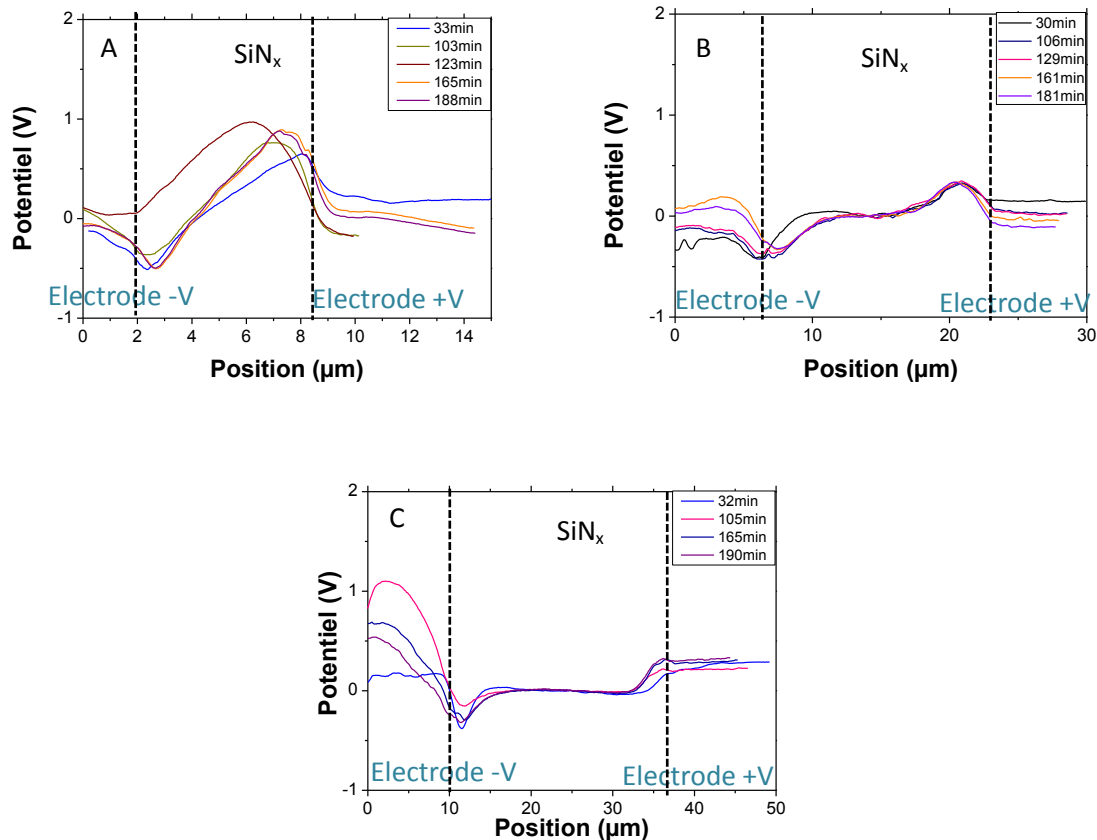 A
SiNx
33min
103min
123min
165min
188min
2
1
0
-1
Potentiel (V)
Electrode -V
Electrode +V
0 2 4 6 8 10 12 14
Position (µm)
B
SiNx
30min
106min
129min
161min
181min
2
1
0
-1
Potentiel (V)
Electrode -V
Electrode +V
0 10 20 30
Position (µm)
C
SiNx
32min
105min
165min
190min
2
1
0
-1
Potentiel (V)
Electrode -V
Electrode +V
0 10 20 30 40 50
Position (µm)